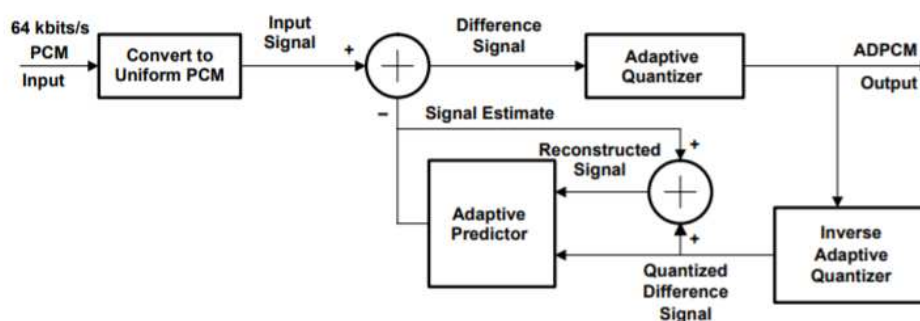 64 kbits/s
PCM
Input
Convert to
Uniform PCM
Input
Signal
+
−
Difference
Signal
Adaptive
Quantizer
ADPCM
Output
Signal Estimate
+
Reconstructed
Signal
Adaptive
Predictor
+
Quantized
Difference
Signal
Inverse
Adaptive
Quantizer